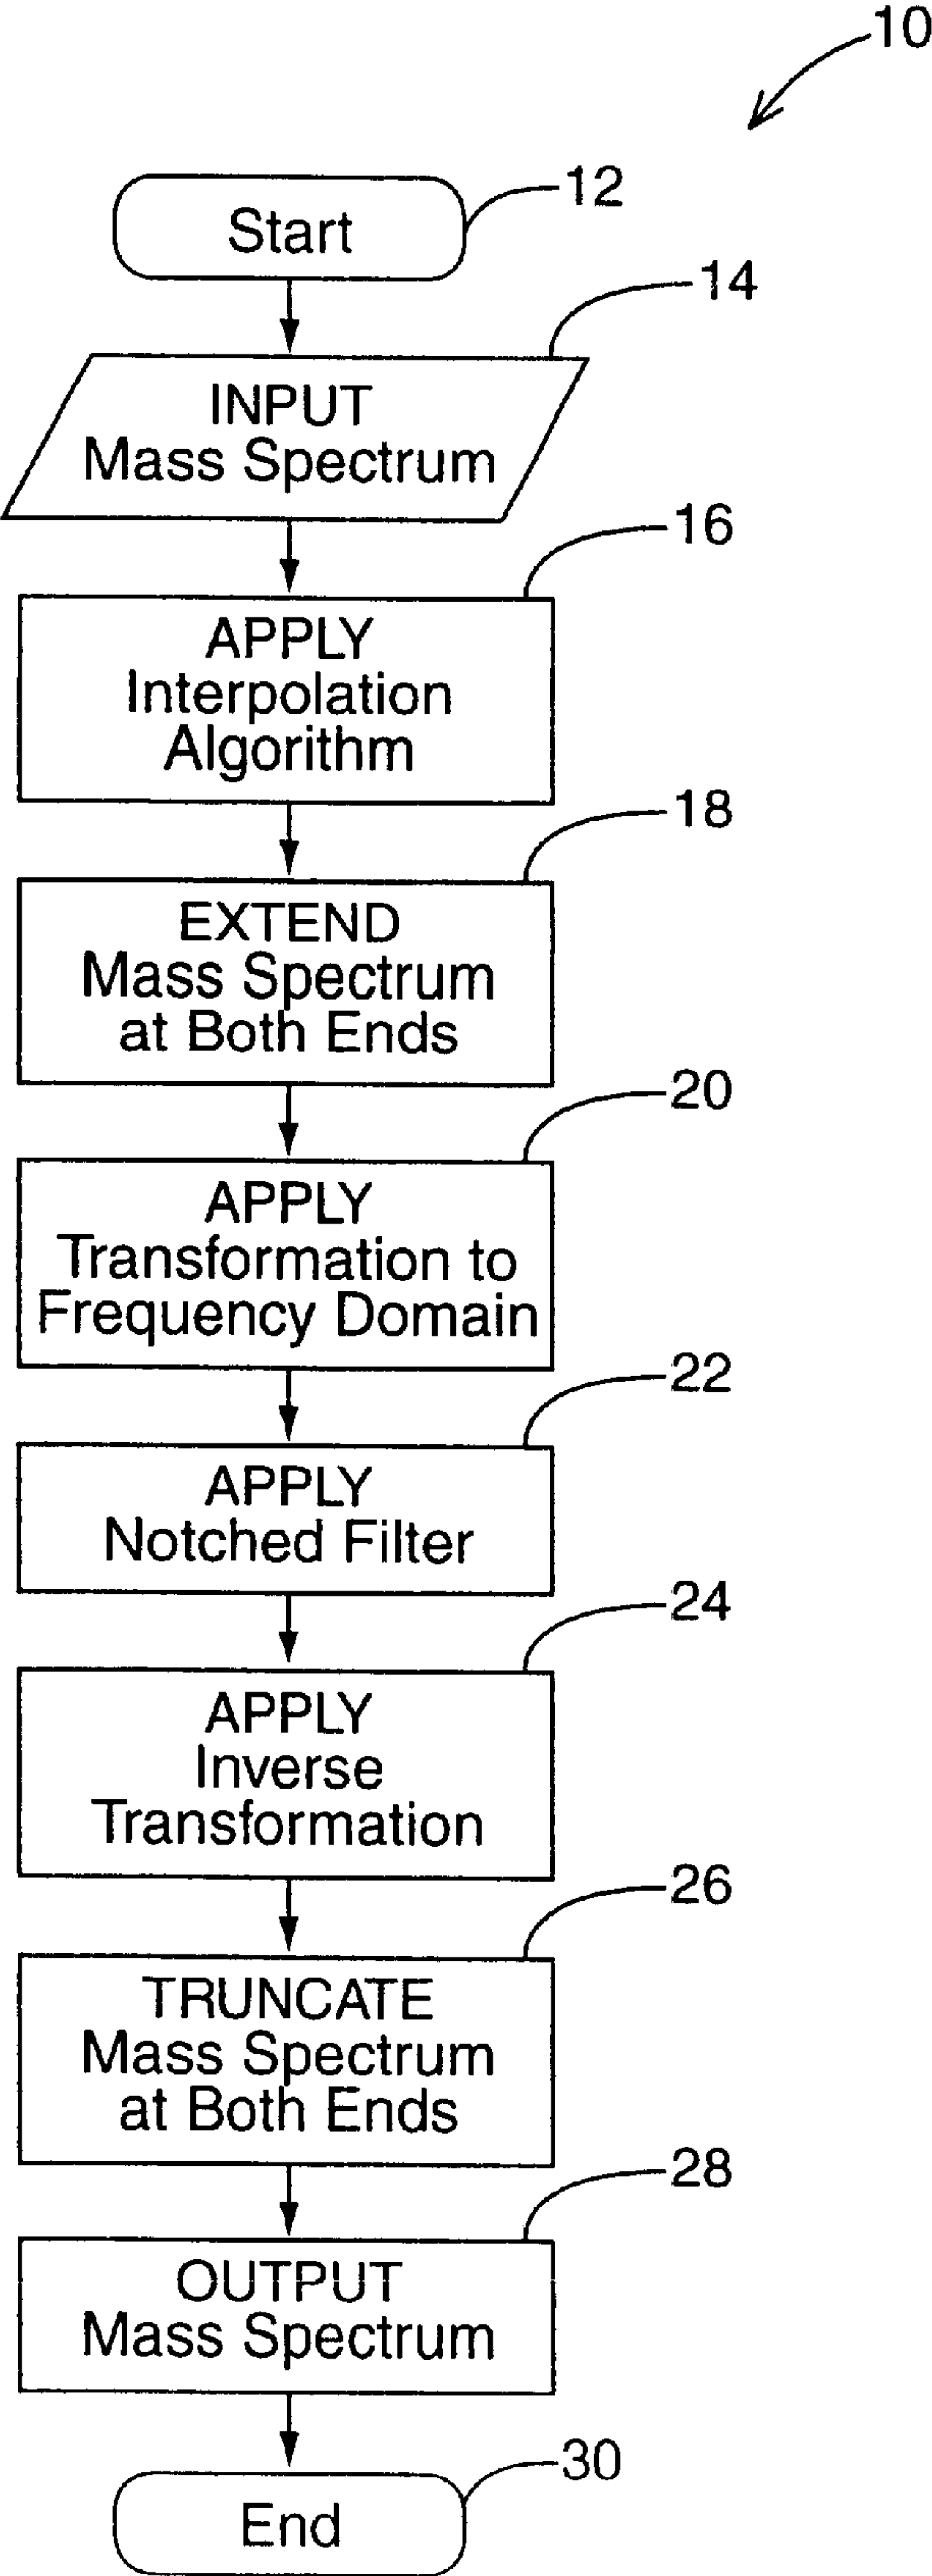 10
12
Start
14
INPUT
Mass Spectrum
16
APPLY
Interpolation
Algorithm
18
EXTEND
Mass Spectrum
at Both Ends
20
APPLY
Transformation to
Frequency Domain
22
APPLY
Notched Filter
24
APPLY
Inverse
Transformation
26
TRUNCATE
Mass Spectrum
at Both Ends
28
OUTPUT
Mass Spectrum
30
End